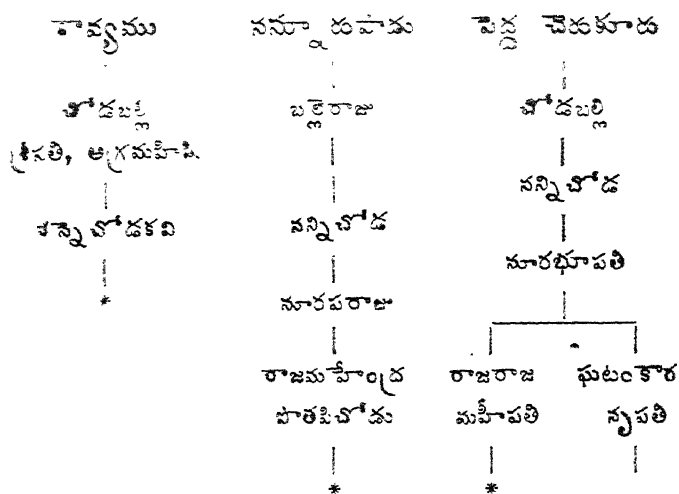 కావ్యము నన్నూరుపాడు పెద్ద చెరుకూరు
చోడబల్లి బల్లెరాజు చోడబల్లి
శ్రీసతి, అగ్రమహిషి
నన్ని చోడ
నన్నెచోడకవి నన్ని చోడ
నూరభూపతి
* నూరపరాజు
రాజమహేంద్ర రాజరాజ ఘటంకార
పొతపిచోడు మహీపతి నృపతి
* *